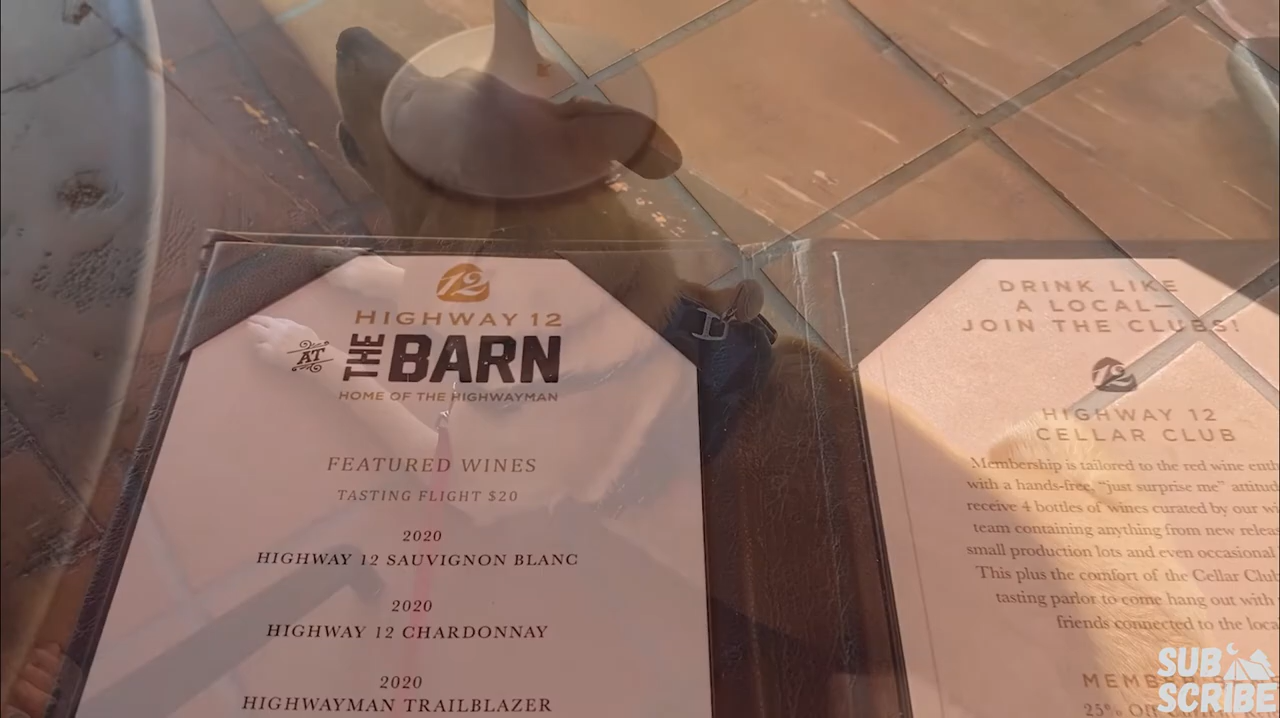 12
HIGHWAY 12
AT THE BARN
HOME OF THE HIGHWAYMAN
FEATURED WINES
TASTING FLIGHT $20
2020
HIGHWAY 12 SAUVIGNON BLANC
2020
HIGHWAY 12 CHARDONNAY
2020
HIGHWAYMAN TRAILBLAZER
DRINK LIKE
A LOCAL—
JOIN THE CLUBS!
12
HIGHWAY 12
CELLAR CLUB
Membership is tailored to the red wine
with a hands-free, "just surprise me"
receive 4 bottles of wines curated by our
team containing anything from new
small production lots and even occasional
This plus the comfort of the Cellar Club
tasting parlor to come hang out with
friends connected to the
25%
SUB
SCRIBE